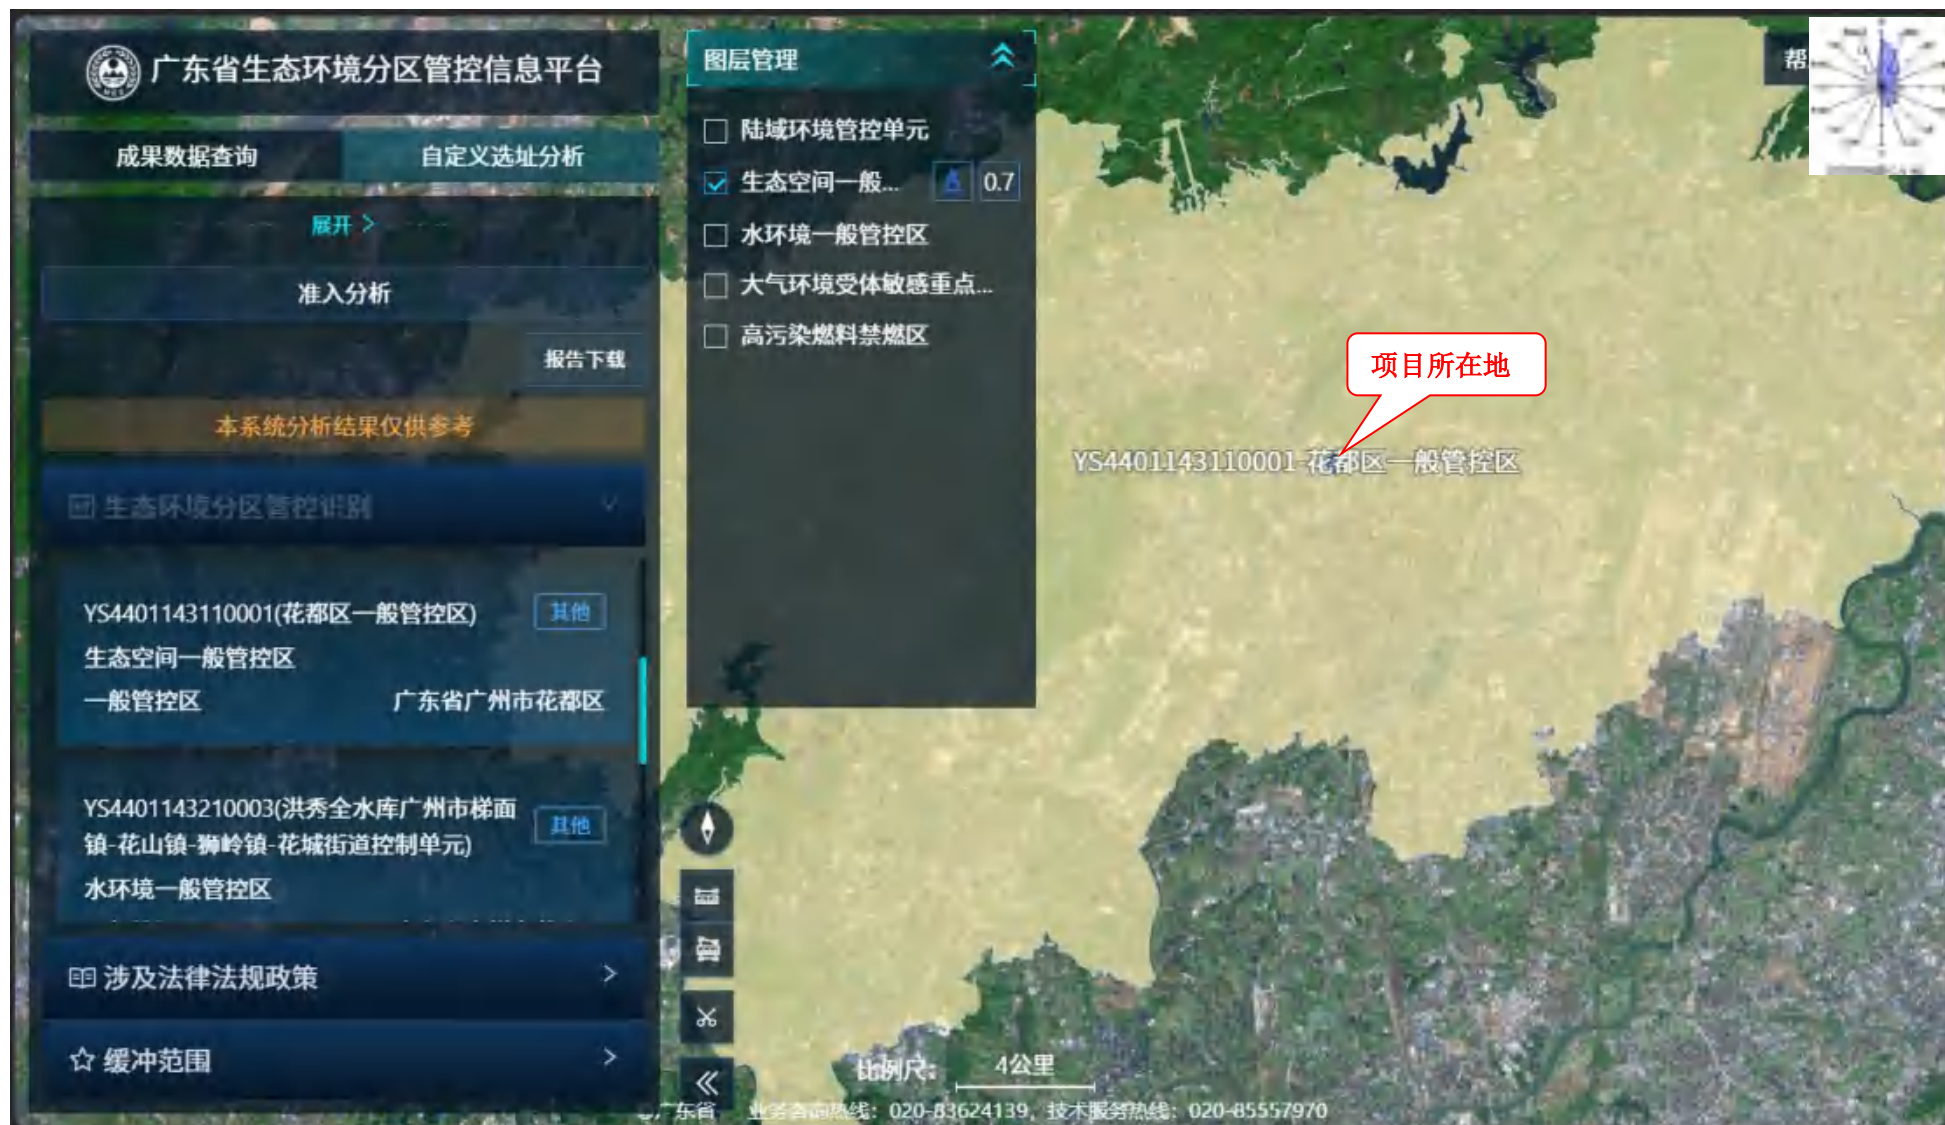 广东省生态环境分区管控信息平台
成果数据查询
自定义选址分析
展开 >
准入分析
报告下载
本系统分析结果仅供参考
生态环境分区管控识别
YS4401143110001(花都区一般管控区)
其他
生态空间一般管控区
一般管控区
广东省广州市花都区
YS4401143210003(洪秀全水库广州市梯面
镇-花山镇-狮岭镇-花城街道控制单元)
其他
水环境一般管控区
涉及法律法规政策
缓冲范围
图层管理
陆域环境管控单元
生态空间一般...
0.7
水环境一般管控区
大气环境受体敏感重点...
高污染燃料禁燃区
帮
项目所在地
YS4401143110001-花都区一般管控区
比例尺:
4公里
©广东省
业务咨询热线：020-83624139，技术服务热线：020-85557970